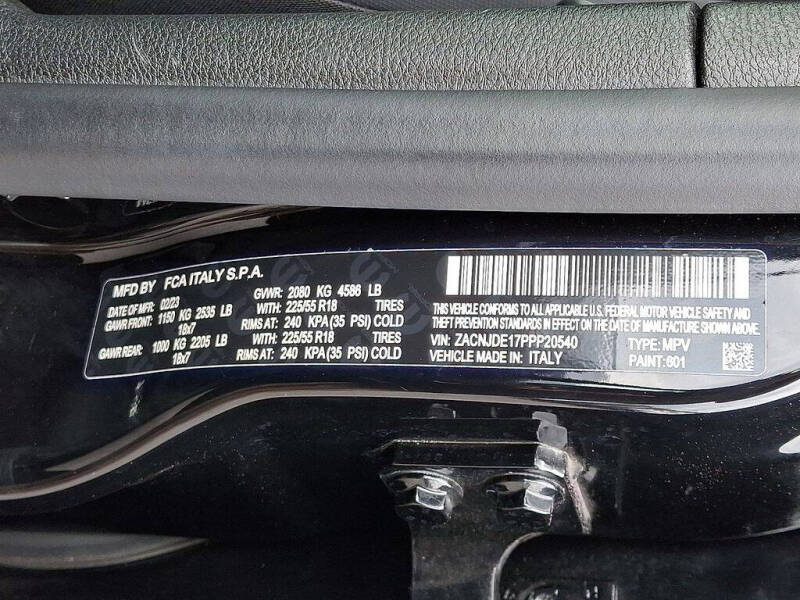 MFD BY FCA ITALY S.P.A.
DATE OF MFR 02/23 GVWR: 2080 KG 4586 LB
GAWR FRONT: 1150 KG 2535 LB WITH: 225/55 R18 TIRES
18x7 RIMS AT: 240 KPA (35 PSI) COLD
GAWR REAR: 1000 KG 2205 LB WITH: 225/55 R18 TIRES
18x7 RIMS AT: 240 KPA (35 PSI) COLD
THIS VEHICLE CONFORMS TO ALL APPLICABLE U.S.A. FEDERAL MOTOR VEHICLE SAFETY AND
THEFT PREVENTION STANDARDS IN EFFECT ON THE DATE OF MANUFACTURE SHOWN ABOVE.
VIN: ZACNJDE17PPP20540 TYPE: MPV
VEHICLE MADE IN: ITALY PAINT: 601